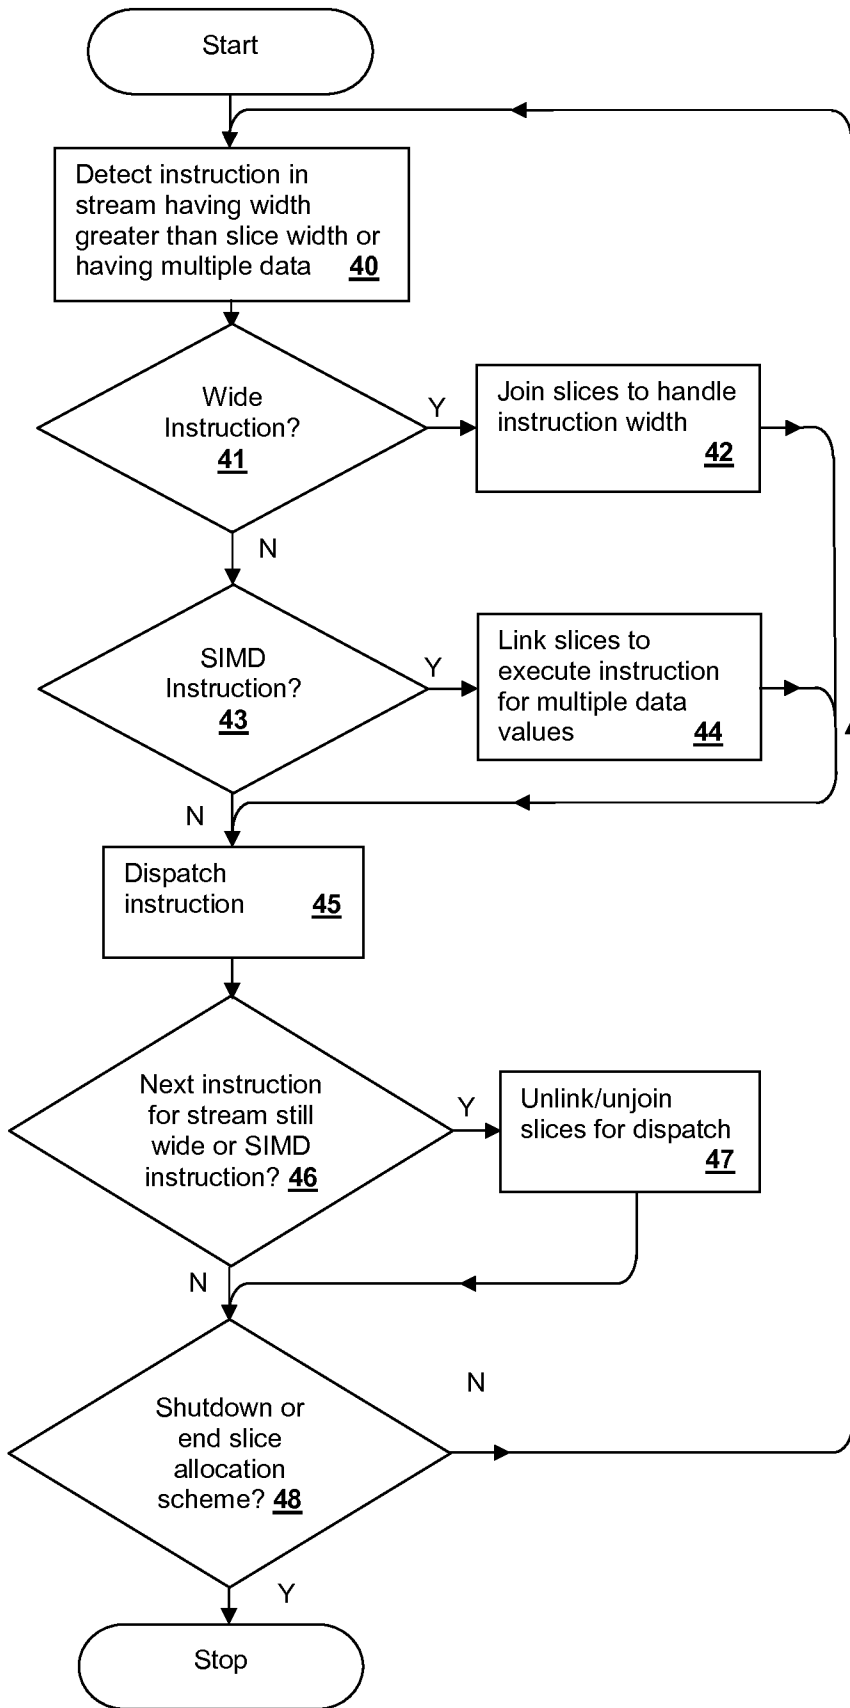 Start
Detect instruction in
stream having width
greater than slice width or
having multiple data 40
Wide
Instruction?
41
Y
Join slices to handle
instruction width
42
N
SIMD
Instruction?
43
Y
Link slices to
execute instruction
for multiple data
values 44
N
Dispatch
instruction 45
Next instruction
for stream still
wide or SIMD
instruction? 46
Y
Unlink/unjoin
slices for dispatch
47
N
Shutdown or
end slice
allocation
scheme? 48
N
Y
Stop